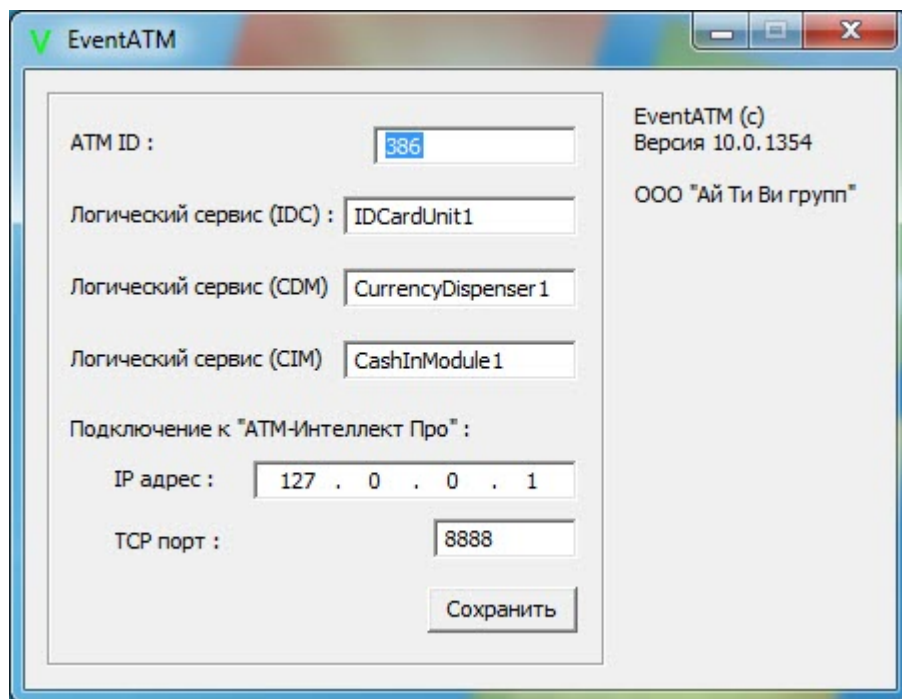 EventATM
ATM ID : 386
Логический сервис (IDC) : IDCardUnit1
Логический сервис (CDM) CurrencyDispenser1
Логический сервис (CIM) CashInModule1
Подключение к "АТМ-Интеллект Про" :
IP адрес : 127 . 0 . 0 . 1
TCP порт : 8888
Сохранить
EventATM (c)
Версия 10.0.1354
ООО "Ай Ти Ви групп"